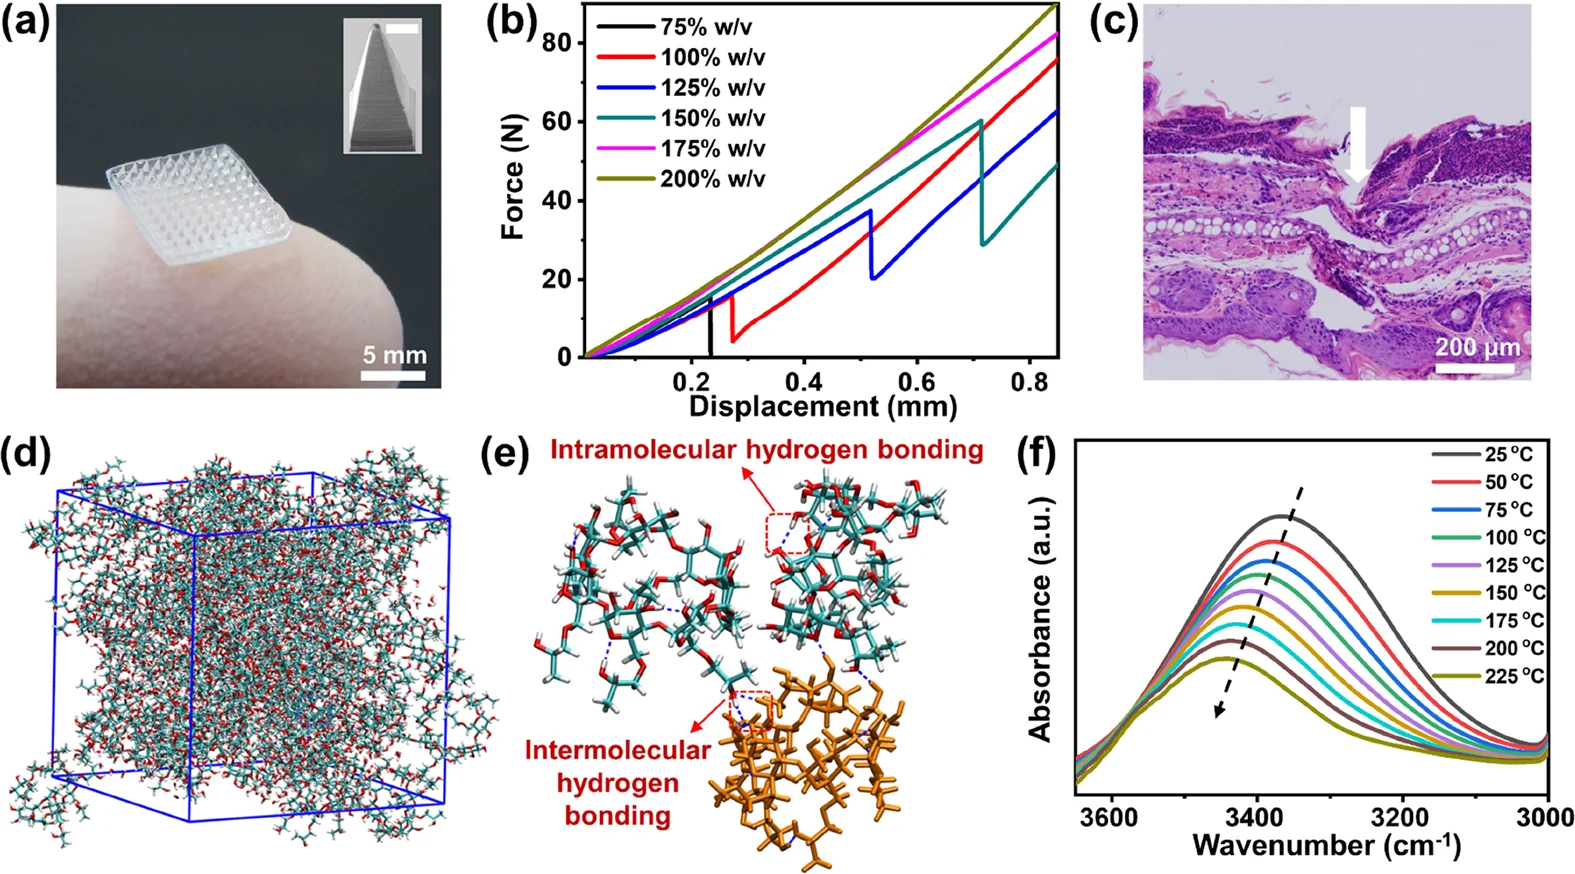 (a)
5 mm
(b)
75% w/v
100% w/v
125% w/v
150% w/v
175% w/v
200% w/v
Force (N)
80
60
40
20
0
0.2 0.4 0.6 0.8
Displacement (mm)
(c)
200 μm
(d)
(e)
Intramolecular hydrogen bonding
Intermolecular
hydrogen
bonding
(f)
25 °C
50 °C
75 °C
100 °C
125 °C
150 °C
175 °C
200 °C
225 °C
Absorbance (a.u.)
3600 3400 3200 3000
Wavenumber (cm⁻¹)